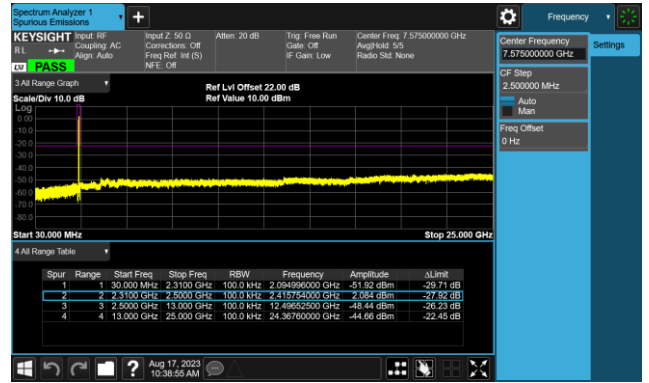 Spectrum Analyzer 1
Spurious Emissions
+
Frequency
KEYSIGHT
RL
LXI
PASS
Input: RF
Coupling: AC
Align: Auto
Input Z: 50 Ω
Corrections: Off
Freq Ref: Int (S)
NFE: Off
Atten: 20 dB
Trig: Free Run
Gate: Off
IF Gain: Low
Center Freq: 7.575000000 GHz
Avg|Hold: 5/5
Radio Std: None
Center Frequency
7.575000000 GHz
Settings
CF Step
2.500000 MHz
Auto
Man
Freq Offset
0 Hz
3 All Range Graph
Scale/Div 10.0 dB
Ref Lvl Offset 22.00 dB
Ref Value 10.00 dBm
Log
0.00
-10.0
-20.0
-30.0
-40.0
-50.0
-60.0
-70.0
-80.0
Start 30.000 MHz
Stop 25.000 GHz
4 All Range Table
Spur Range Start Freq Stop Freq RBW Frequency Amplitude ΔLimit
1 1 30.000 MHz 2.3100 GHz 100.0 kHz 2.094996000 GHz -51.92 dBm -29.71 dB
2 2 2.3100 GHz 2.5000 GHz 100.0 kHz 2.415754000 GHz 2.084 dBm -27.92 dB
3 3 2.5000 GHz 13.000 GHz 100.0 kHz 12.49652500 GHz -48.44 dBm -26.23 dB
4 4 13.000 GHz 25.000 GHz 100.0 kHz 24.36760000 GHz -44.66 dBm -22.45 dB
?
Aug 17, 2023
10:38:55 AM